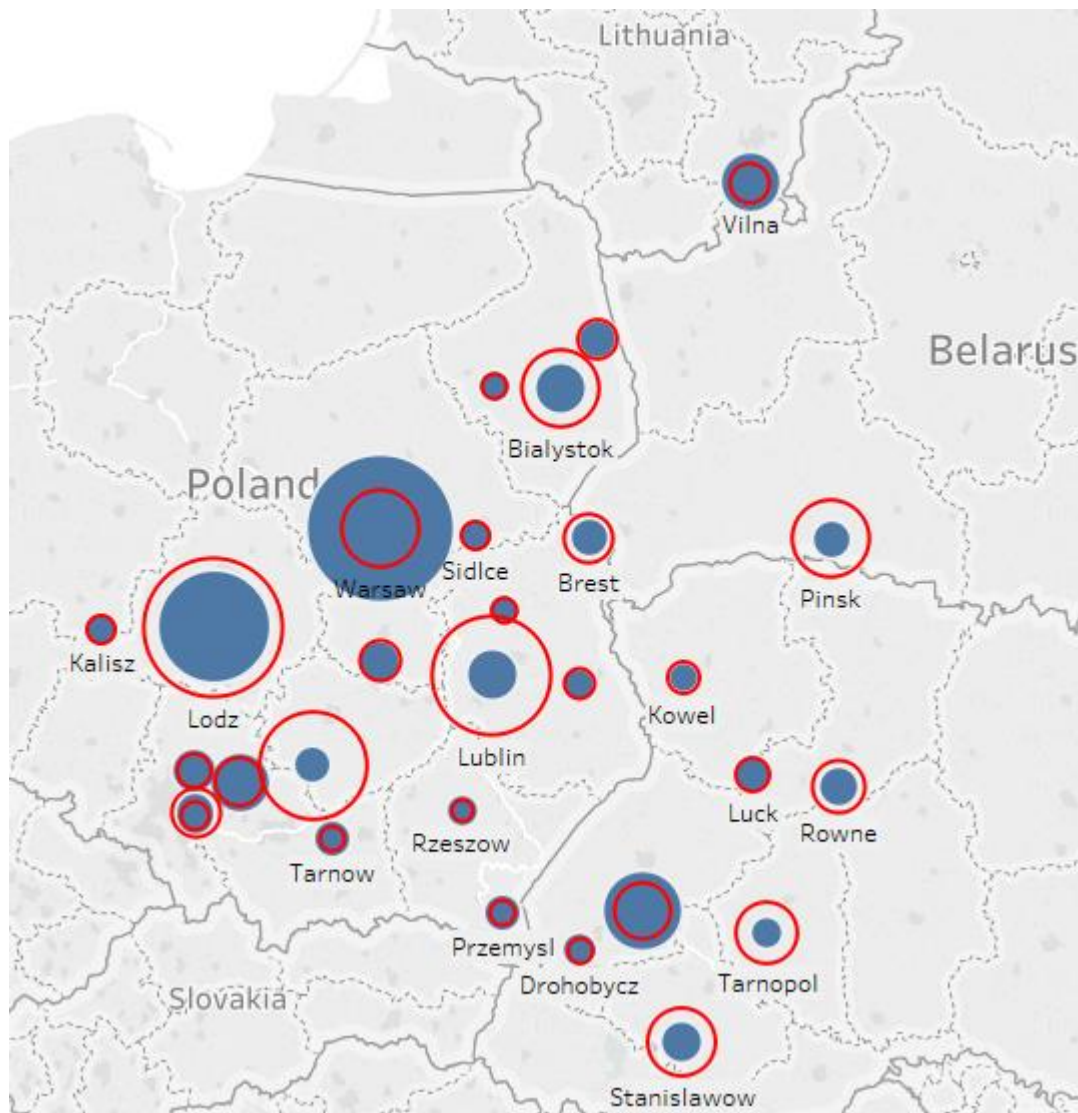 Lithuania
Vilna
Belarus
Bialystok
Poland
Warsaw
Sidlce
Brest
Pinsk
Kalisz
Lodz
Lublin
Kowel
Luck
Rowne
Rzeszow
Tarnow
Przemysl
Drohobycz
Tarnopol
Slovakia
Stanislawow